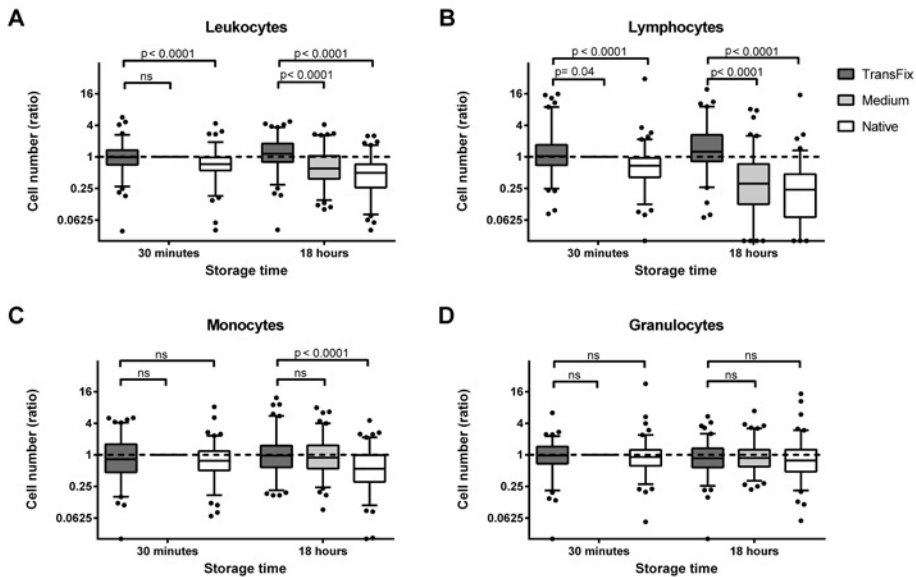 A
Leukocytes
p< 0.0001
ns
p< 0.0001
p< 0.0001
16
4
1
0.25
0.0625
Cell number (ratio)
30 minutes
18 hours
Storage time
B
Lymphocytes
p< 0.0001
p= 0.04
p< 0.0001
p< 0.0001
16
4
1
0.25
0.0625
Cell number (ratio)
30 minutes
18 hours
Storage time
TransFix
Medium
Native
C
Monocytes
ns
ns
p< 0.0001
ns
16
4
1
0.25
0.0625
Cell number (ratio)
30 minutes
18 hours
Storage time
D
Granulocytes
ns
ns
ns
ns
16
4
1
0.25
0.0625
Cell number (ratio)
30 minutes
18 hours
Storage time